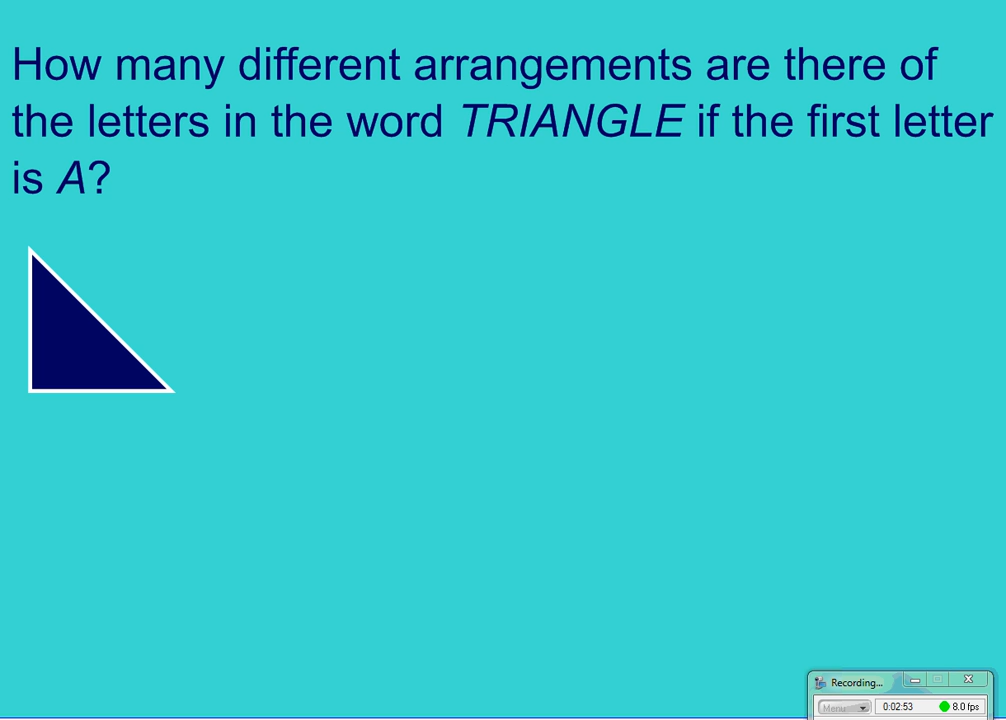 How many different arrangements are there of
the letters in the word TRIANGLE if the first letter
is A?
Recording...
Menu
0:02:53
8.0 fps